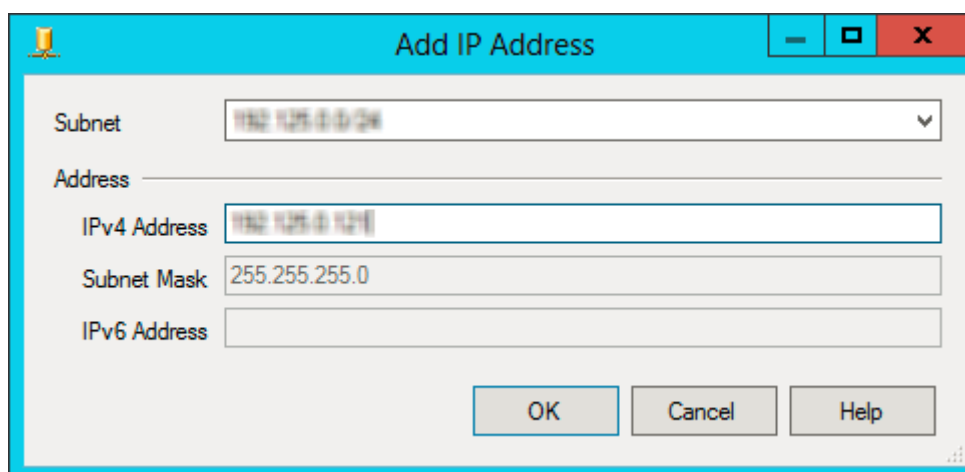 Add IP Address
Subnet
Address
IPv4 Address
Subnet Mask 255.255.255.0
IPv6 Address
OK Cancel Help